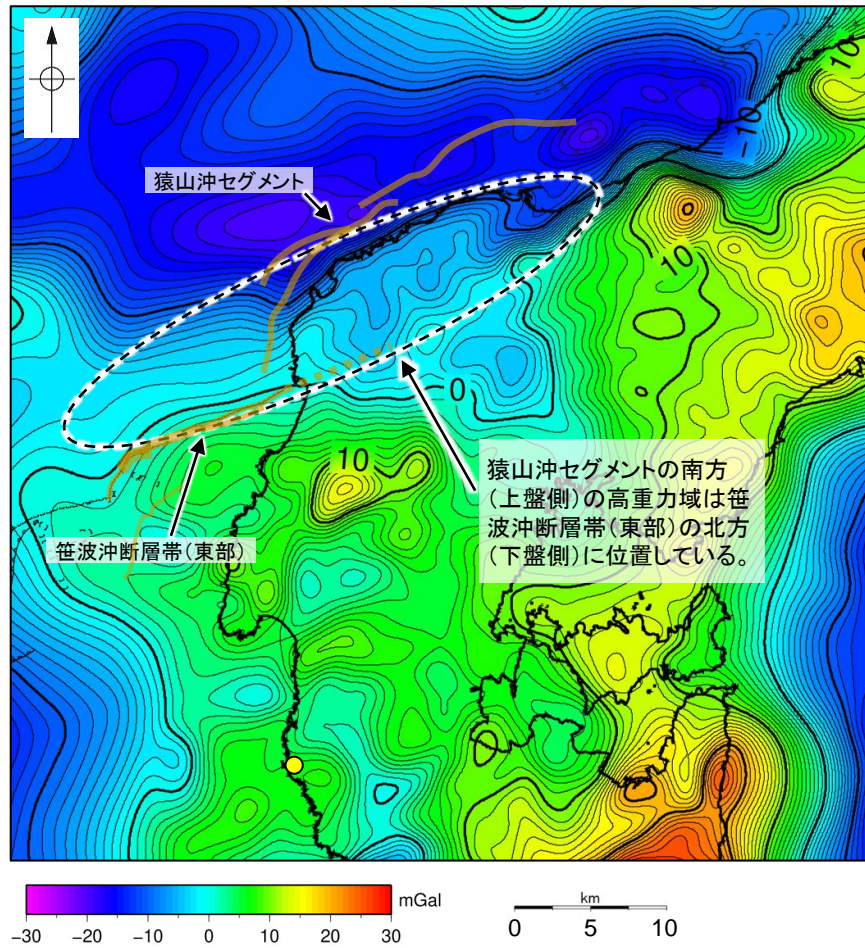 10
-10
猿山沖セグメント
10
0
10
猿山沖セグメントの南方
(上盤側)の高重力域は笹
波沖断層帯(東部)の北方
(下盤側)に位置している。
笹波沖断層帯(東部)
mGal
-30 -20 -10 0 10 20 30
km
0 5 10